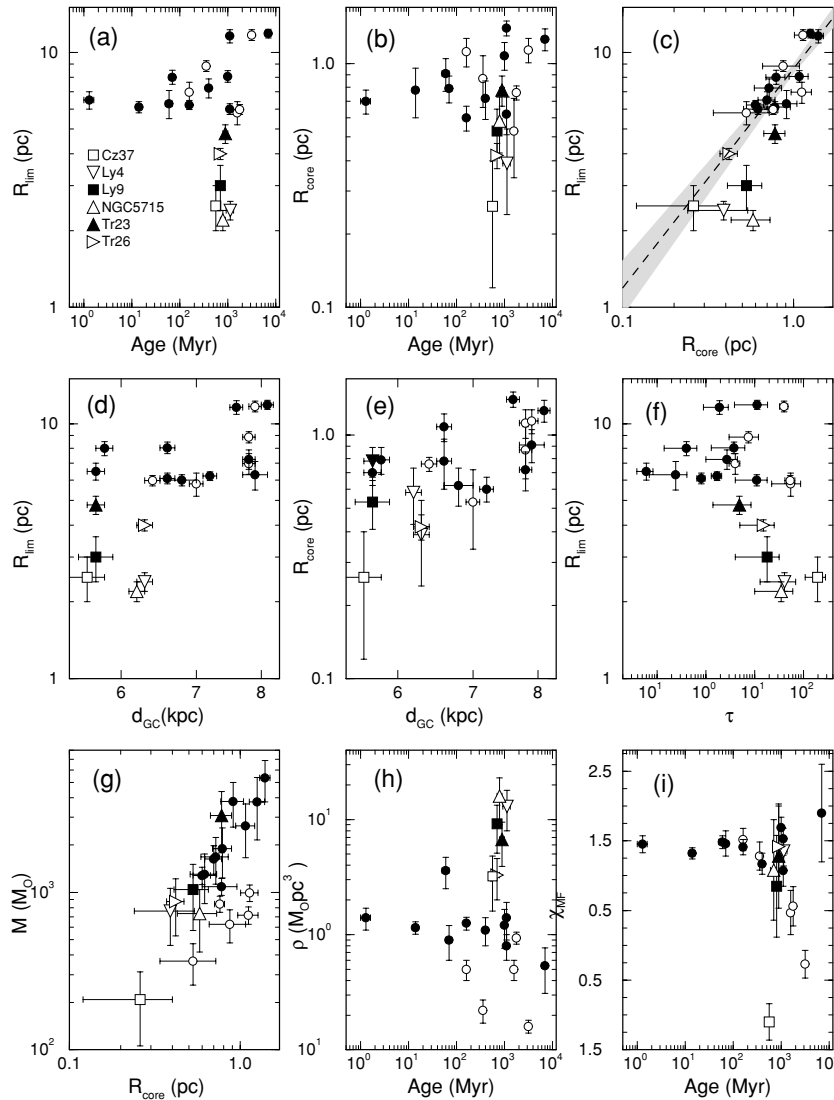 (a)
(b)
(c)
10
1
R_lim (pc)
Cz37
Ly4
Ly9
NGC5715
Tr23
Tr26
10^0 10^1 10^2 10^3 10^4
Age (Myr)
1.0
0.1
R_core (pc)
10^0 10^1 10^2 10^3 10^4
Age (Myr)
10
1
R_lim (pc)
0.1 1.0
R_core (pc)
(d)
(e)
(f)
10
1
R_lim (pc)
6 7 8
d_GC(kpc)
1.0
0.1
R_core (pc)
6 7 8
d_GC (kpc)
10
1
R_lim (pc)
10^1 10^0 10^1 10^2
τ
(g)
(h)
(i)
10^3
10^2
M (M_O)
0.1 1.0
R_core (pc)
10^1
10^0
10^1
ρ (M_O pc^3)
10^0 10^1 10^2 10^3 10^4
Age (Myr)
2.5
1.5
0.5
0.5
1.5
χ_MF
10^0 10^1 10^2 10^3 10
Age (Myr)